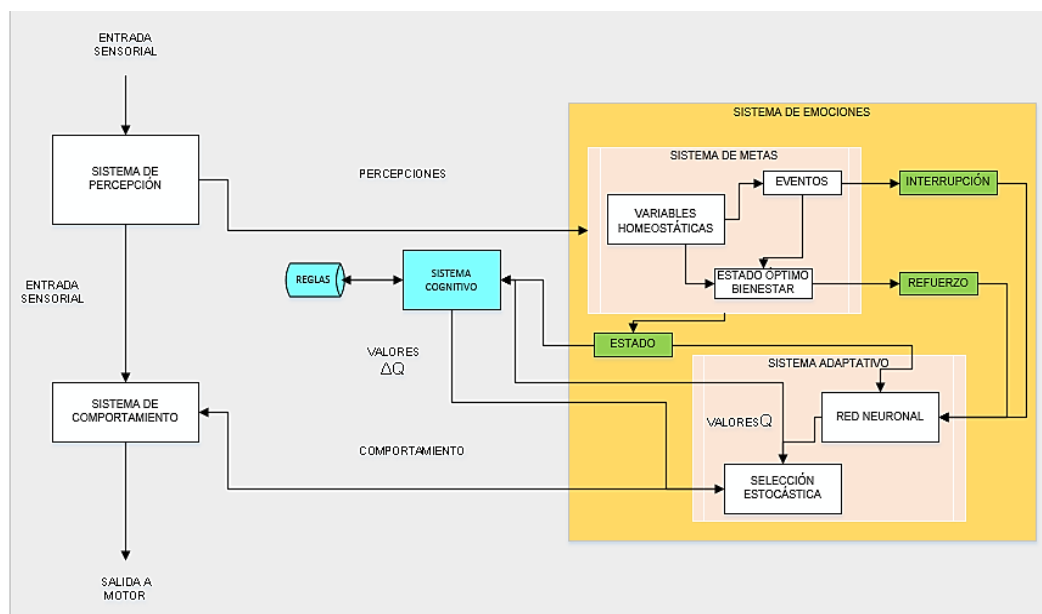 ENTRADA
SENSORIAL
SISTEMA DE EMOCIONES
SISTEMA DE METAS
SISTEMA DE
PERCEPCIÓN
PERCEPCIONES
EVENTOS
INTERRUPCIÓN
VARIABLES
HOMEOSTÁTICAS
ENTRADA
SENSORIAL
REGLAS
SISTEMA
COGNITIVO
ESTADO ÓPTIMO
BIENESTAR
REFUERZO
ESTADO
VALORES
ΔQ
SISTEMA ADAPTATIVO
SISTEMA DE
COMPORTAMIENTO
VALORESQ
RED NEURONAL
COMPORTAMIENTO
SELECCIÓN
ESTOCÁSTICA
SALIDA A
MOTOR